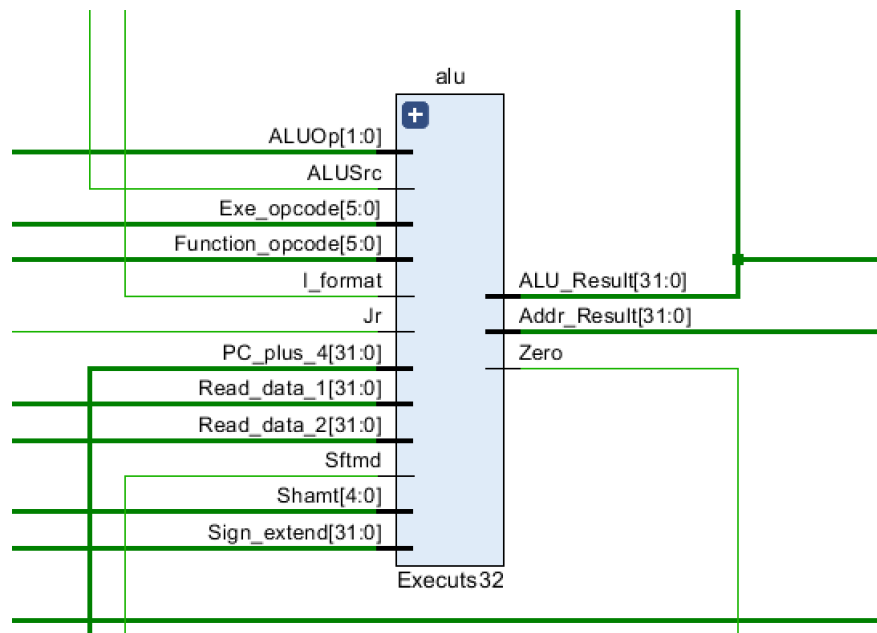 alu
ALUOp[1:0]
ALUSrc
Exe_opcode[5:0]
Function_opcode[5:0]
I_format
Jr
PC_plus_4[31:0]
Read_data_1[31:0]
Read_data_2[31:0]
Sftmd
Shamt[4:0]
Sign_extend[31:0]
ALU_Result[31:0]
Addr_Result[31:0]
Zero
Executs32